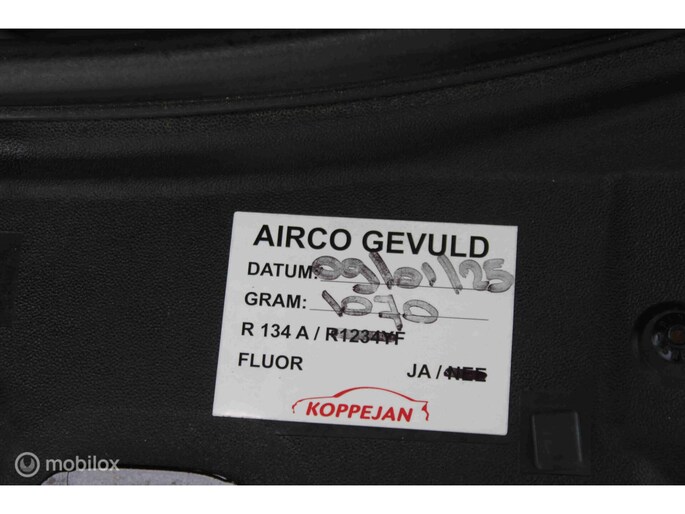 AIRCO GEVULD
DATUM: 09/01/25
GRAM: 1070
R 134 A / R1234YF
FLUOR JA / NEE
KOPPEJAN
mobilox